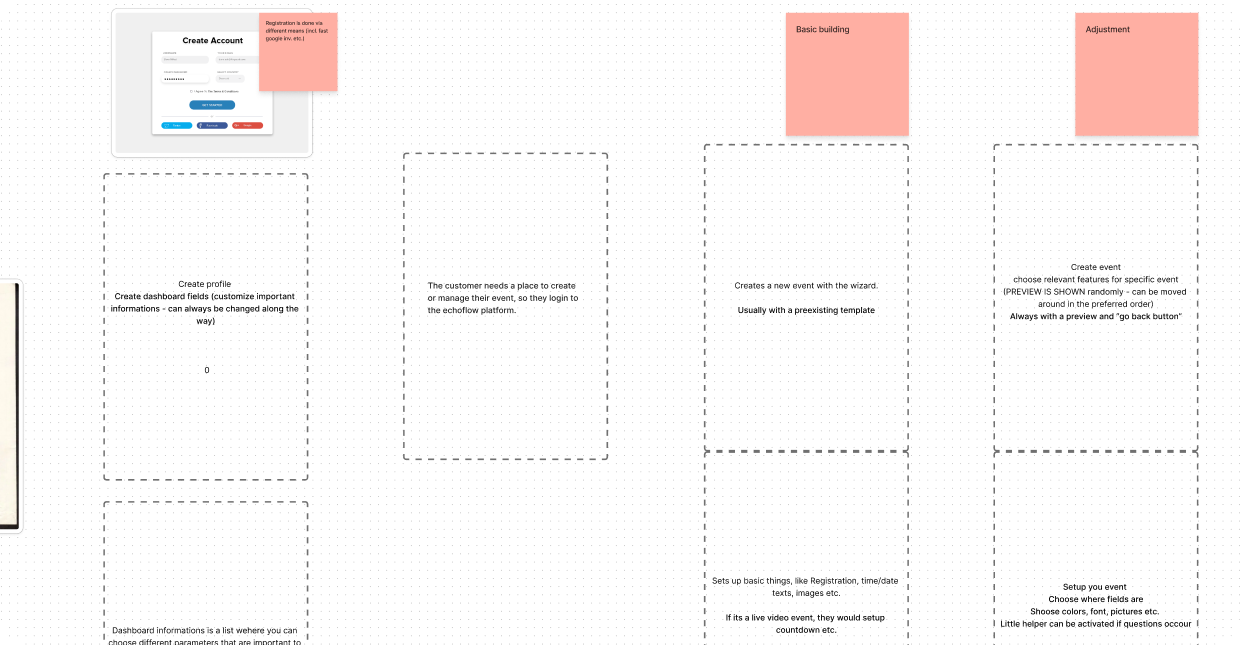 Create Account
Registration is done via
different means (incl. fast
google inv. etc.)
GET STARTED
Basic building
Adjustment
Create profile
Create dashboard fields (customize important
informations - can always be changed along the
way)
0
The customer needs a place to create
or manage their event, so they login to
the echoflow platform.
Creates a new event with the wizard.
Usually with a preexisting template
Create event
choose relevant features for specific event
(PREVIEW IS SHOWN randomly - can be moved
around in the preferred order)
Always with a preview and "go back button"
Dashboard informations is a list wehere you can
choose different parameters that are important to
Sets up basic things, like Registration, time/date
texts, images etc.
If its a live video event, they would setup
countdown etc.
Setup you event
Choose where fields are
Shoose colors, font, pictures etc.
Little helper can be activated if questions occour